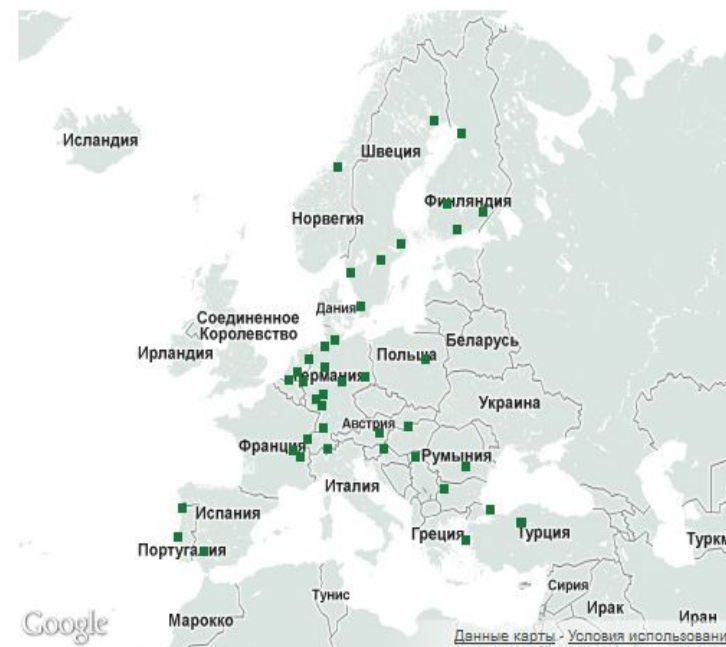 Исландия
Швеция
Финляндия
Норвегия
Дания
Соединенное
Королевство
Ирландия
Беларусь
Польша
Германия
Украина
Австрия
Франция
Румыния
Италия
Испания
Португалия
Греция
Турция
Туркм
Сирия
Тунис
Ирак
Иран
Марокко
Google
Данные карты - Условия использовани